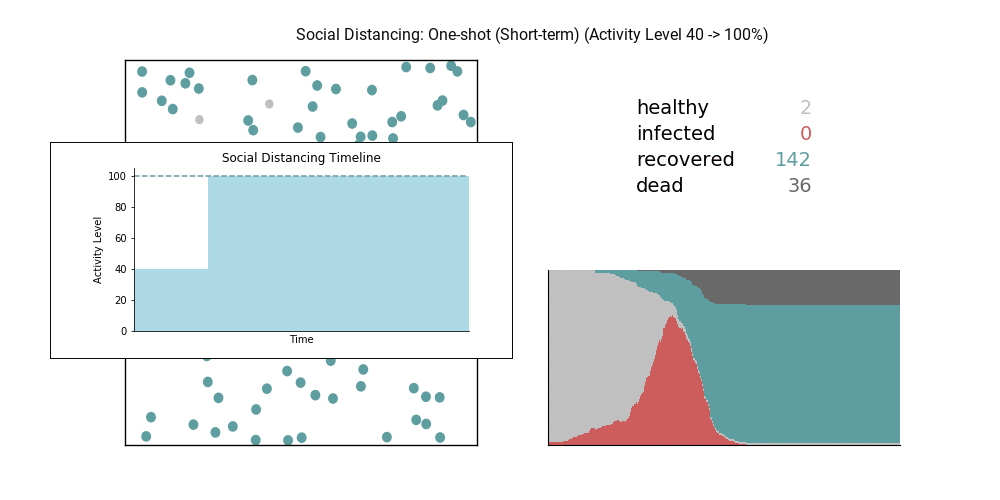 Social Distancing: One-shot (Short-term) (Activity Level 40 -> 100%)
healthy 2
infected 0
recovered 142
dead 36
Social Distancing Timeline
100
80
60
40
20
0
Activity Level
Time